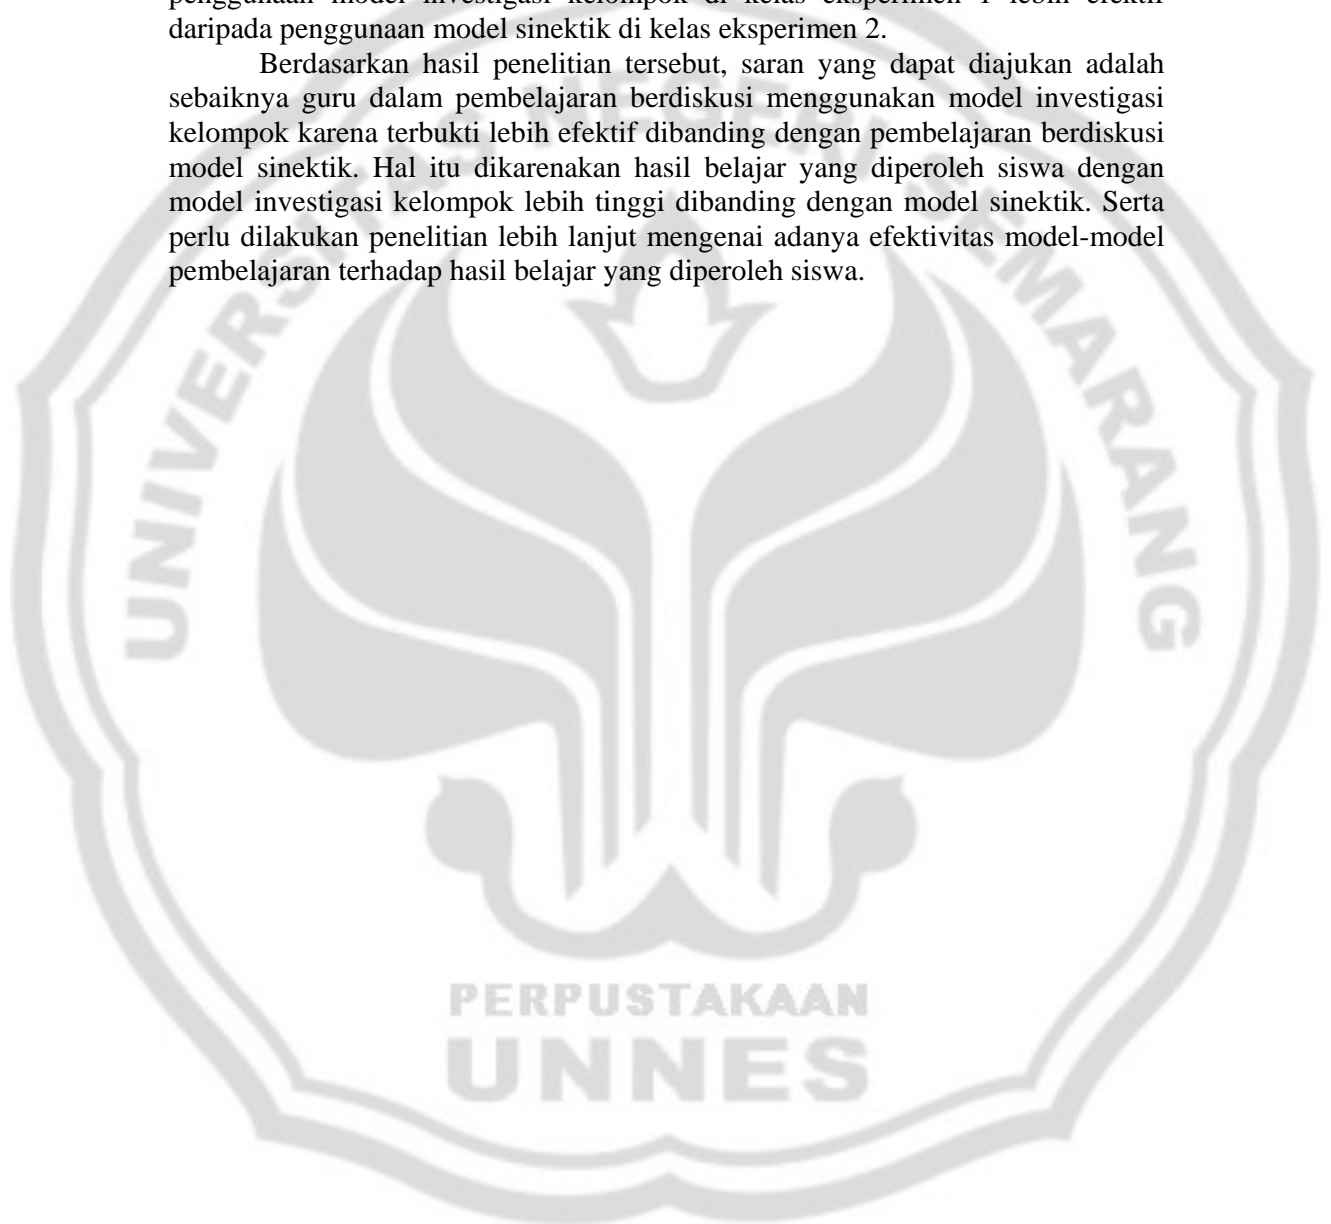 penggunaan model investigasi kelompok di kelas eksperimen 1 lebih efektif
daripada penggunaan model sinektik di kelas eksperimen 2.
Berdasarkan hasil penelitian tersebut, saran yang dapat diajukan adalah
sebaiknya guru dalam pembelajaran berdiskusi menggunakan model investigasi
kelompok karena terbukti lebih efektif dibanding dengan pembelajaran berdiskusi
model sinektik. Hal itu dikarenakan hasil belajar yang diperoleh siswa dengan
model investigasi kelompok lebih tinggi dibanding dengan model sinektik. Serta
perlu dilakukan penelitian lebih lanjut mengenai adanya efektivitas model-model
pembelajaran terhadap hasil belajar yang diperoleh siswa.
UNIVERSITAS NEGERI SEMARANG
PERPUSTAKAAN
UNNES